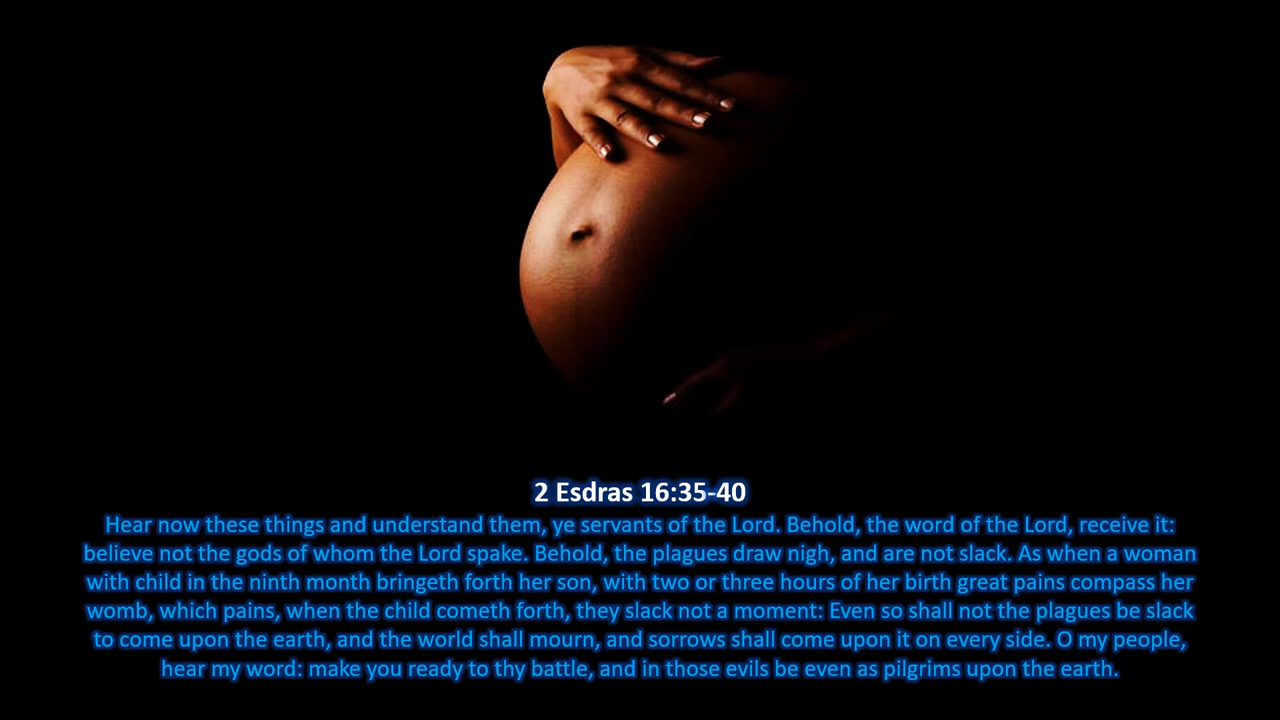 2 Esdras 16:35-40
Hear now these things and understand them, ye servants of the Lord. Behold, the word of the Lord, receive it:
believe not the gods of whom the Lord spake. Behold, the plagues draw nigh, and are not slack. As when a woman
with child in the ninth month bringeth forth her son, with two or three hours of her birth great pains compass her
womb, which pains, when the child cometh forth, they slack not a moment: Even so shall not the plagues be slack
to come upon the earth, and the world shall mourn, and sorrows shall come upon it on every side. O my people,
hear my word: make you ready to thy battle, and in those evils be even as pilgrims upon the earth.